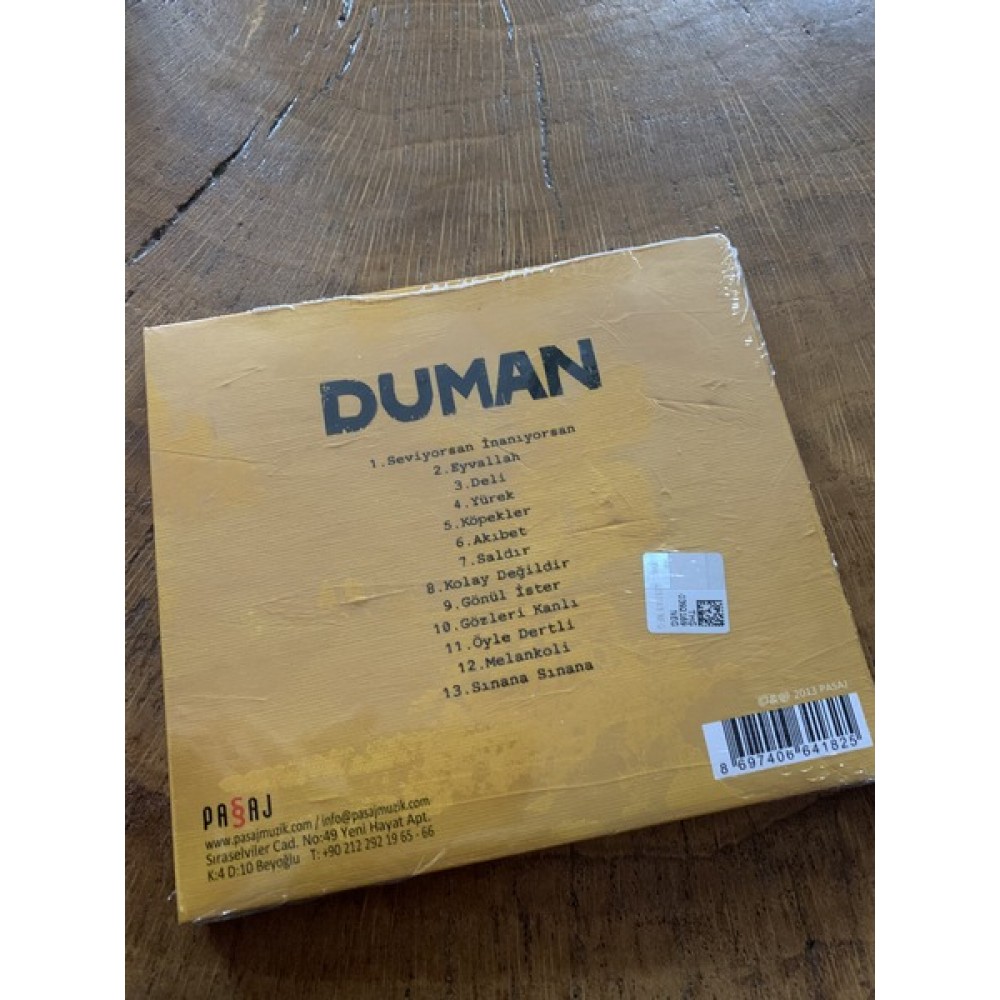 DUMAN
1.Seviyorsan İnanıyorsan
2.Eyvallah
3.Deli
4.Yürek
5.Köpekler
6.Akıbet
7.Saldır
8.Kolay Değildir
9.Gönül İster
10.Gözleri Kanlı
11.Öyle Dertli
12.Melankoli
13.Sınana Sınana
2013 PASAJ
8 697406 641825
PASAJ
www.pasajmuzik.com / info@pasajmuzik.com
Sıraselviler Cad. No:49 Yeni Hayat Apt.
K:4 D:10 Beyoğlu T: +90 212 292 19 65 - 66